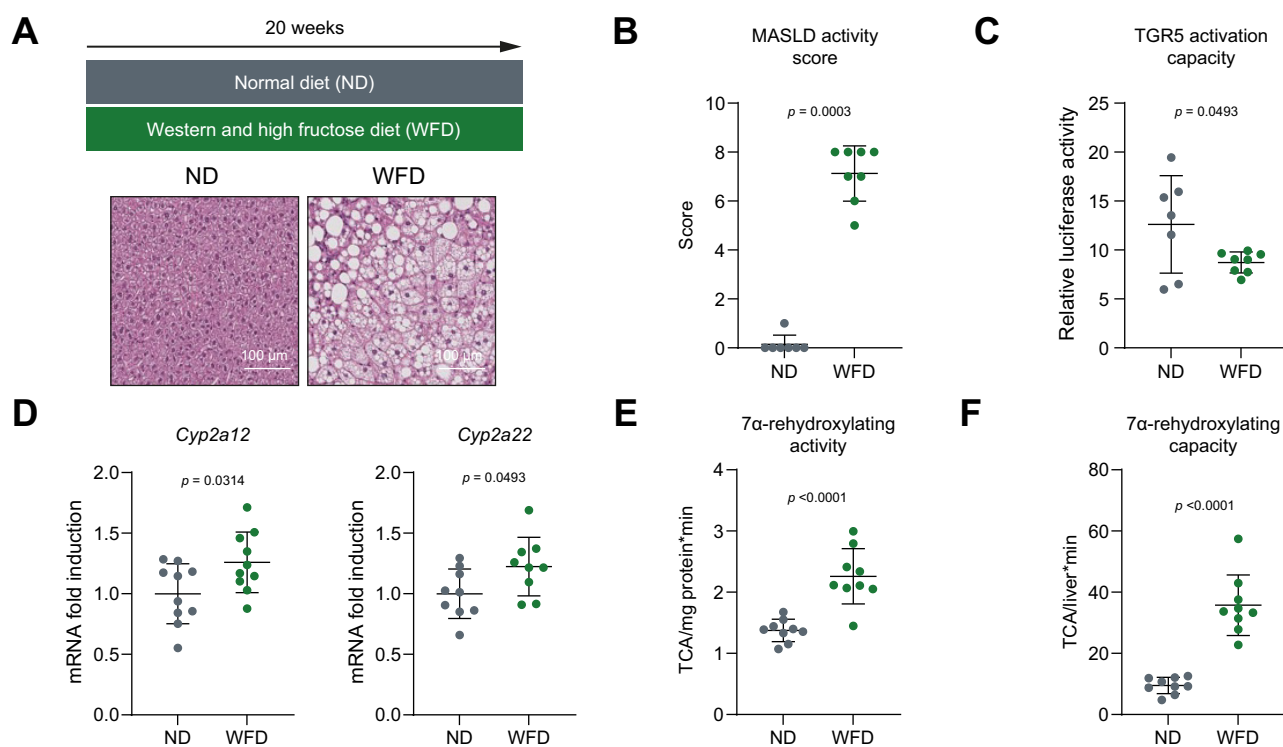 A
20 weeks
Normal diet (ND)
Western and high fructose diet (WFD)
ND
WFD
100 µm
100 µm
B
MASLD activity
score
p = 0.0003
Score
10
8
6
4
2
0
ND
WFD
C
TGR5 activation
capacity
p = 0.0493
Relative luciferase activity
25
20
15
10
5
0
ND
WFD
D
Cyp2a12
p = 0.0314
mRNA fold induction
2.0
1.5
1.0
0.5
0.0
ND
WFD
Cyp2a22
p = 0.0493
mRNA fold induction
2.0
1.5
1.0
0.5
0.0
ND
WFD
E
7α-rehydroxylating
activity
p <0.0001
TCA/mg protein*min
4
3
2
1
0
ND
WFD
F
7α-rehydroxylating
capacity
p <0.0001
TCA/liver*min
80
60
40
20
0
ND
WFD